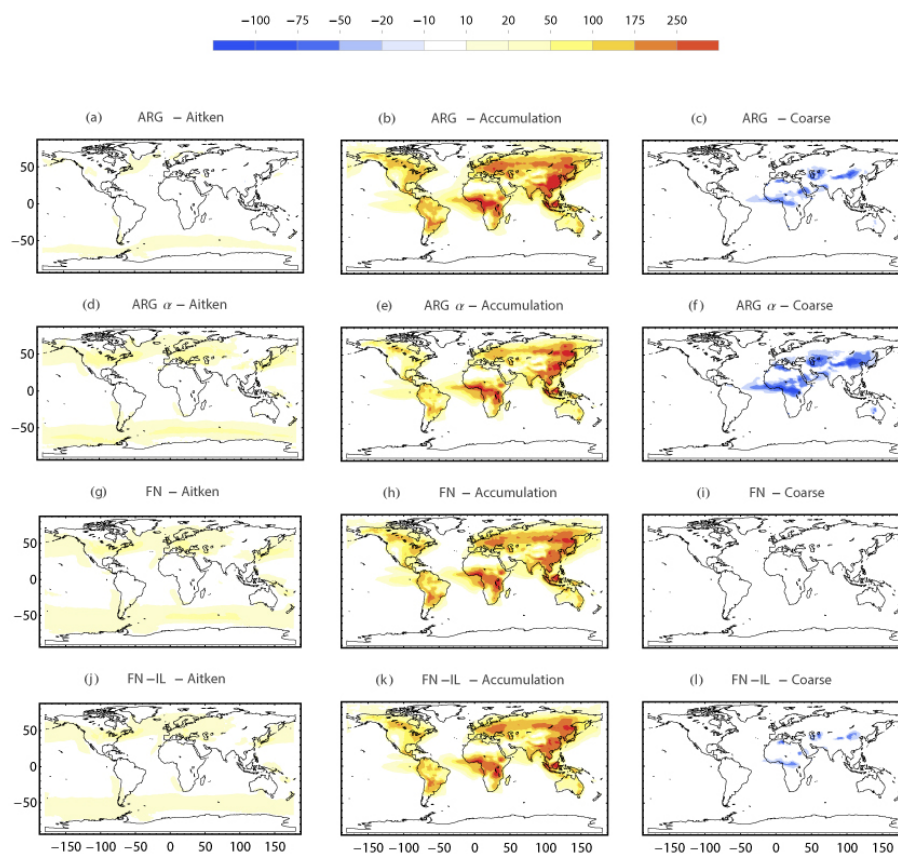 −100 −75 −50 −20 −10 10 20 50 100 175 250
(a) ARG − Aitken (b) ARG − Accumulation (c) ARG − Coarse
50
0
−50
(d) ARG α − Aitken (e) ARG α − Accumulation (f) ARG α − Coarse
50
0
−50
(g) FN − Aitken (h) FN − Accumulation (i) FN − Coarse
50
0
−50
(j) FN −IL − Aitken (k) FN −IL − Accumulation (l) FN −IL − Coarse
50
0
−50
−150 −100 −50 0 50 100 150 −150 −100 −50 0 50 100 150 −150 −100 −50 0 50 100 150